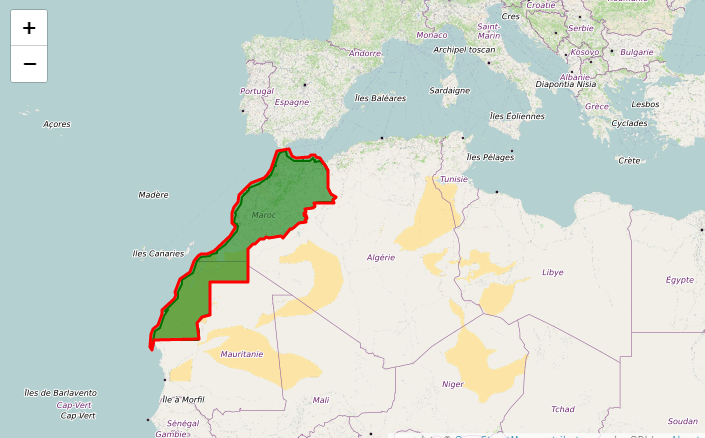 +
−
Croatie
Cres
Saint-
Marin
Monaco
Serbie
Archipel toscan
Andorre
Kosovo
Bulgarie
Albanie
Diapontia Nisia
Portugal
Espagne
Îles Baléares
Sardaigne
Lesbos
Grèce
Îles Éoliennes
Cyclades
Açores
Îles Pélages
Crète
Tunisie
Madère
Maroc
Îles Canaries
Algérie
Libye
Égypte
Mauritanie
Niger
Îles de Barlavento
Île à Morfil
Mali
Cap-Vert
Cap Vert
Tchad
Sénégal
Soudan
Gambie